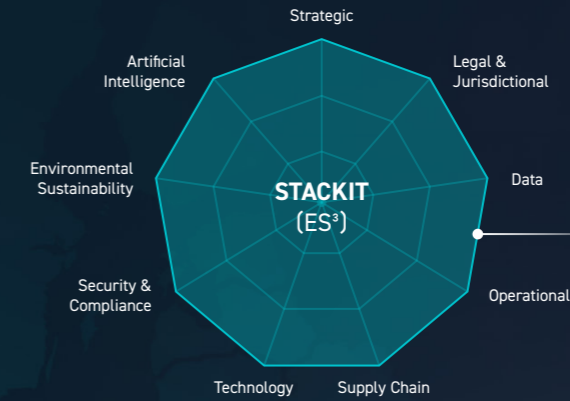 Strategic
Artificial
Intelligence
Legal &
Jurisdictional
Environmental
Sustainability
STACKIT
(ES³)
Data
Security &
Compliance
Operational
Technology
Supply Chain